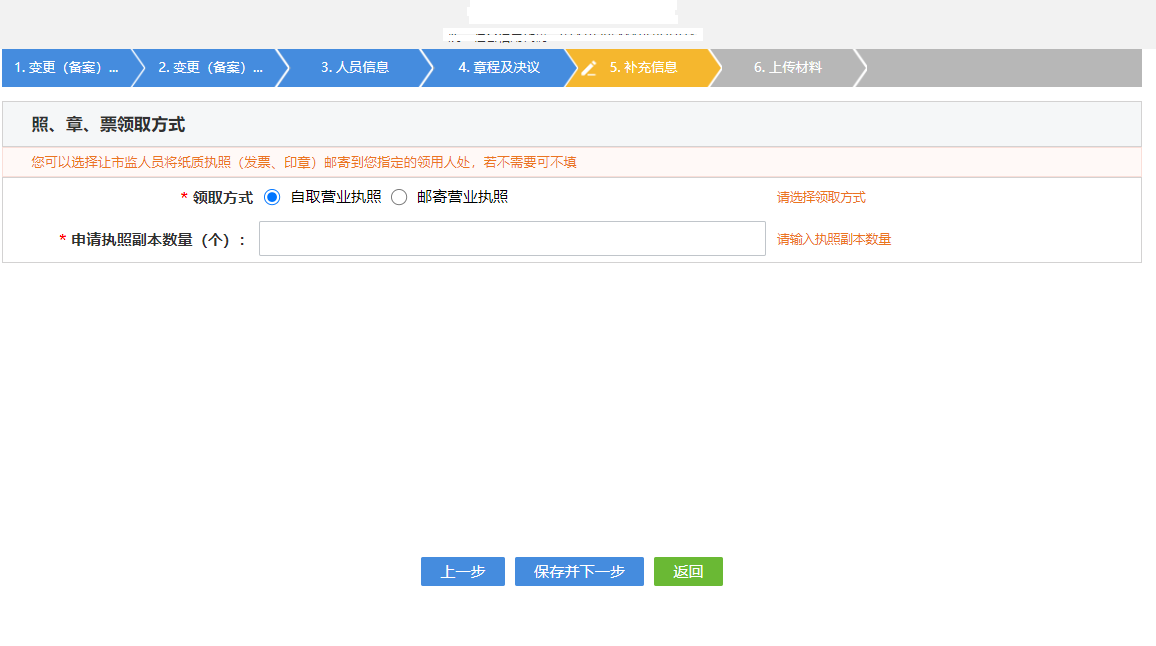 1. 变更（备案）... 2. 变更（备案）... 3. 人员信息 4. 章程及决议 5. 补充信息 6. 上传材料
照、章、票领取方式
您可以选择让市监人员将纸质执照（发票、印章）邮寄到您指定的领用人处，若不需要可不填
* 领取方式 自取营业执照 邮寄营业执照 请选择领取方式
* 申请执照副本数量（个）： 请输入执照副本数量
上一步 保存并下一步 返回